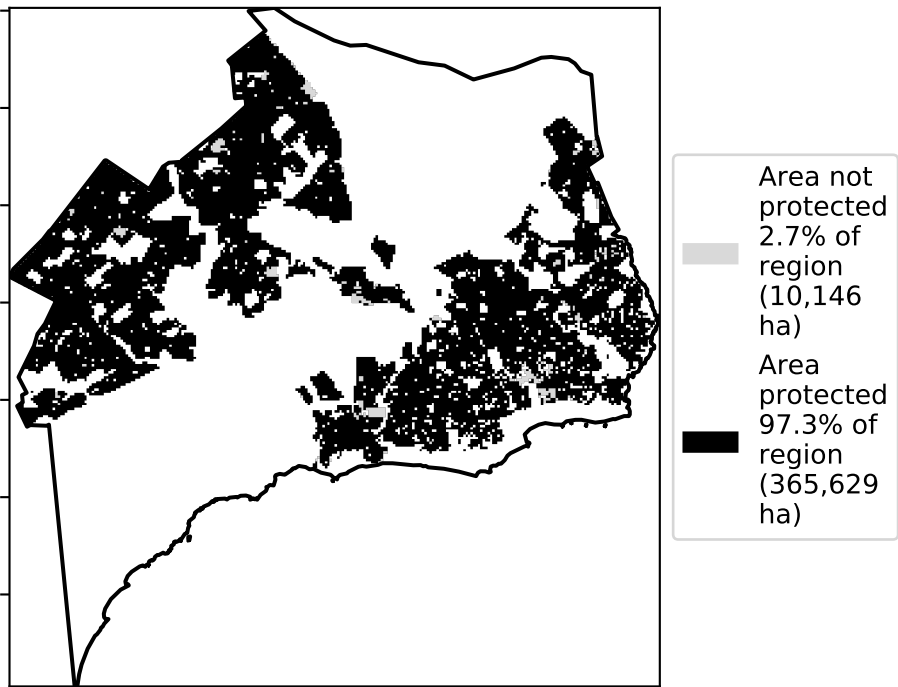 Area not
protected
2.7% of
region
(10,146
ha)
Area
protected
97.3% of
region
(365,629
ha)